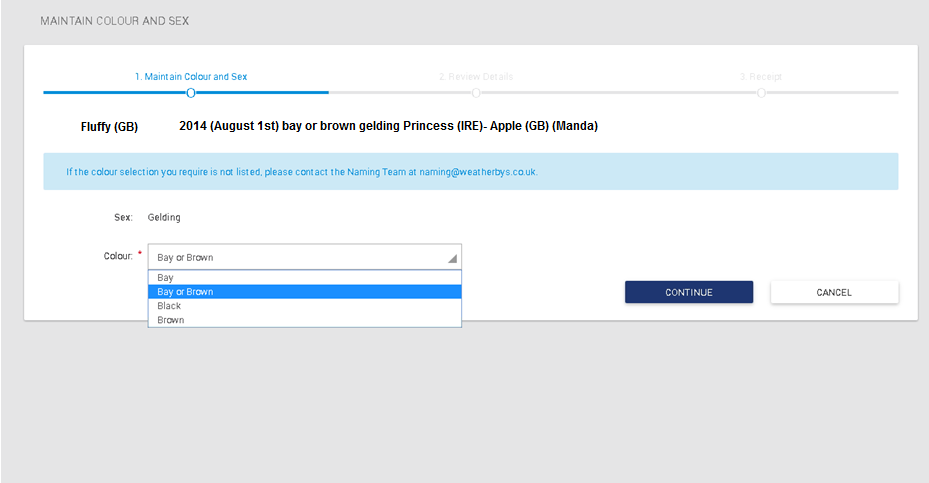 MAINTAIN COLOUR AND SEX
1. Maintain Colour and Sex
2. Review Details
3. Receipt
Fluffy (GB)
2014 (August 1st) bay or brown gelding Princess (IRE)- Apple (GB) (Manda)
If the colour selection you require is not listed, please contact the Naming Team at naming@weatherbys.co.uk.
Sex: Gelding
Colour: * Bay or Brown
Bay
Bay or Brown
Black
Brown
CONTINUE
CANCEL